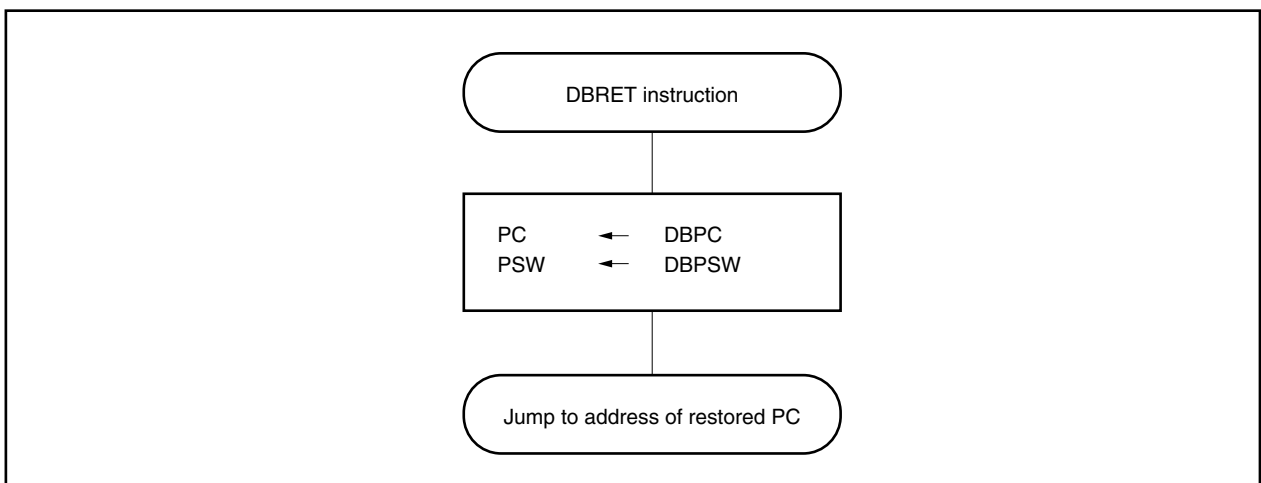 DBRET instruction
PC ← DBPC
PSW ← DBPSW
Jump to address of restored PC